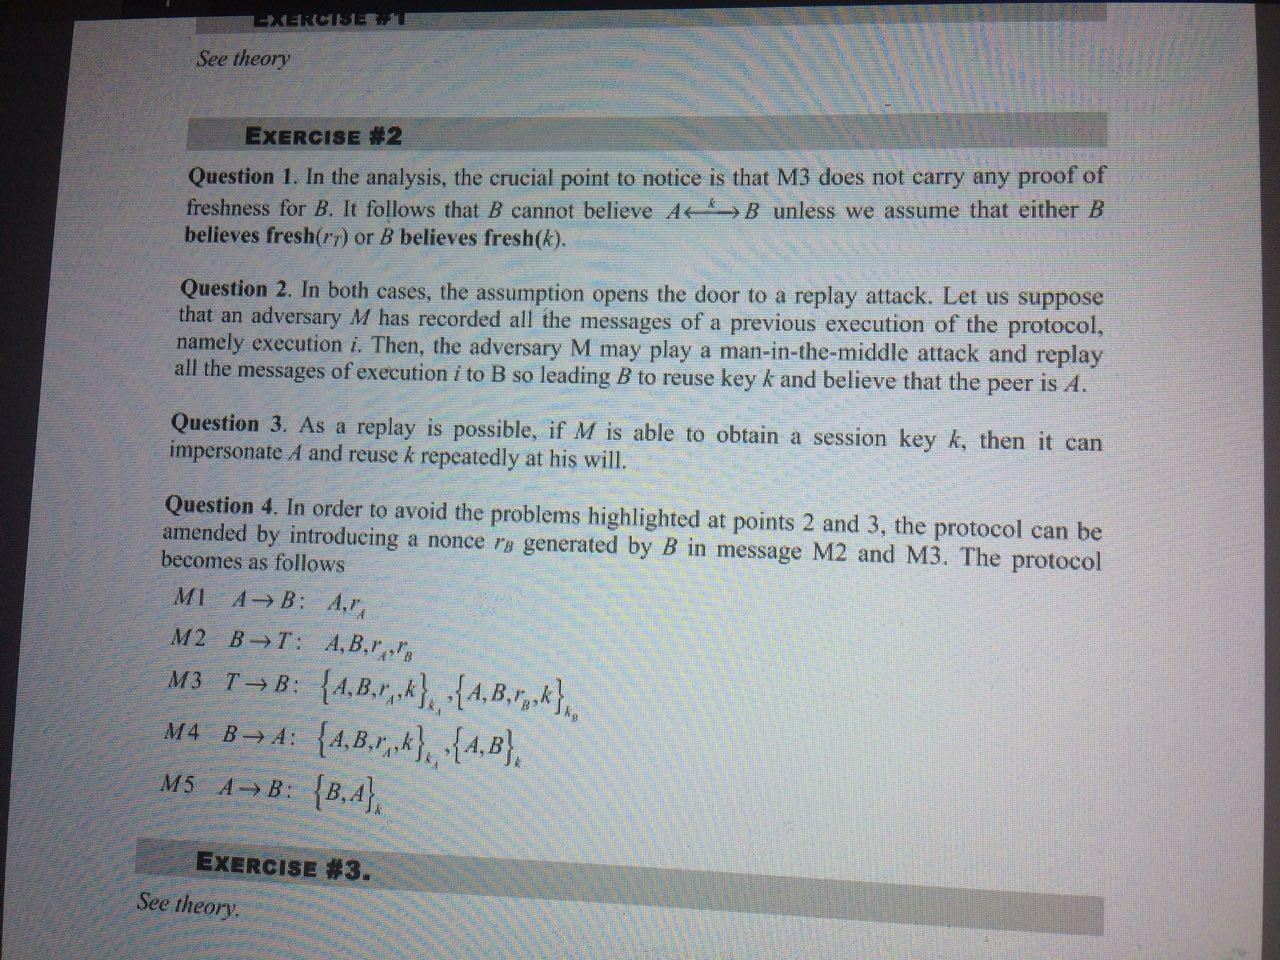 EXERCISE #1
See theory
EXERCISE #2
Question 1. In the analysis, the crucial point to notice is that M3 does not carry any proof of
freshness for B. It follows that B cannot believe A←k→B unless we assume that either B
believes fresh(r_T) or B believes fresh(k).
Question 2. In both cases, the assumption opens the door to a replay attack. Let us suppose
that an adversary M has recorded all the messages of a previous execution of the protocol,
namely execution i. Then, the adversary M may play a man-in-the-middle attack and replay
all the messages of execution i to B so leading B to reuse key k and believe that the peer is A.
Question 3. As a replay is possible, if M is able to obtain a session key k, then it can
impersonate A and reuse k repeatedly at his will.
Question 4. In order to avoid the problems highlighted at points 2 and 3, the protocol can be
amended by introducing a nonce r_B generated by B in message M2 and M3. The protocol
becomes as follows
M1 A→B: A,r_A
M2 B→T: A,B,r_A,r_B
M3 T→B: {A,B,r_A,k}_{k_A},{A,B,r_B,k}_{k_B}
M4 B→A: {A,B,r_A,k}_{k_A},{A,B}_k
M5 A→B: {B,A}_k
EXERCISE #3.
See theory.